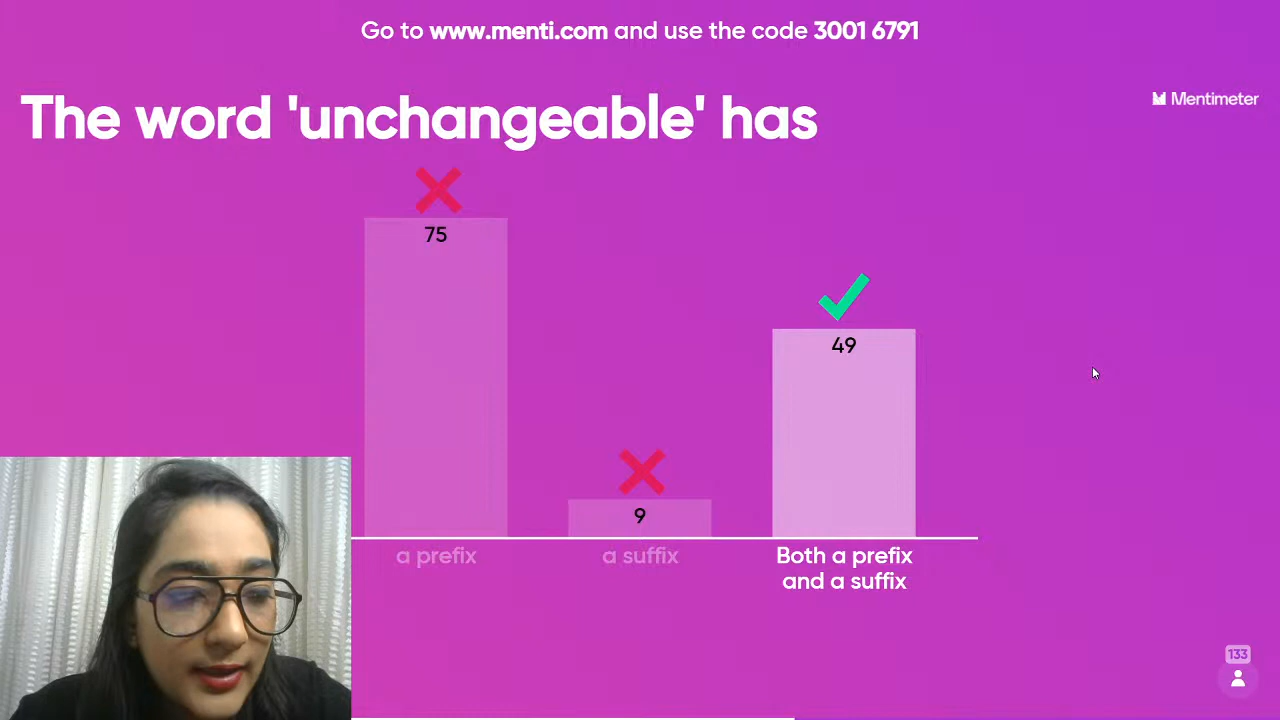 Go to www.menti.com and use the code 3001 6791
The word 'unchangeable' has
Mentimeter
75
49
9
a prefix
a suffix
Both a prefix
and a suffix
133